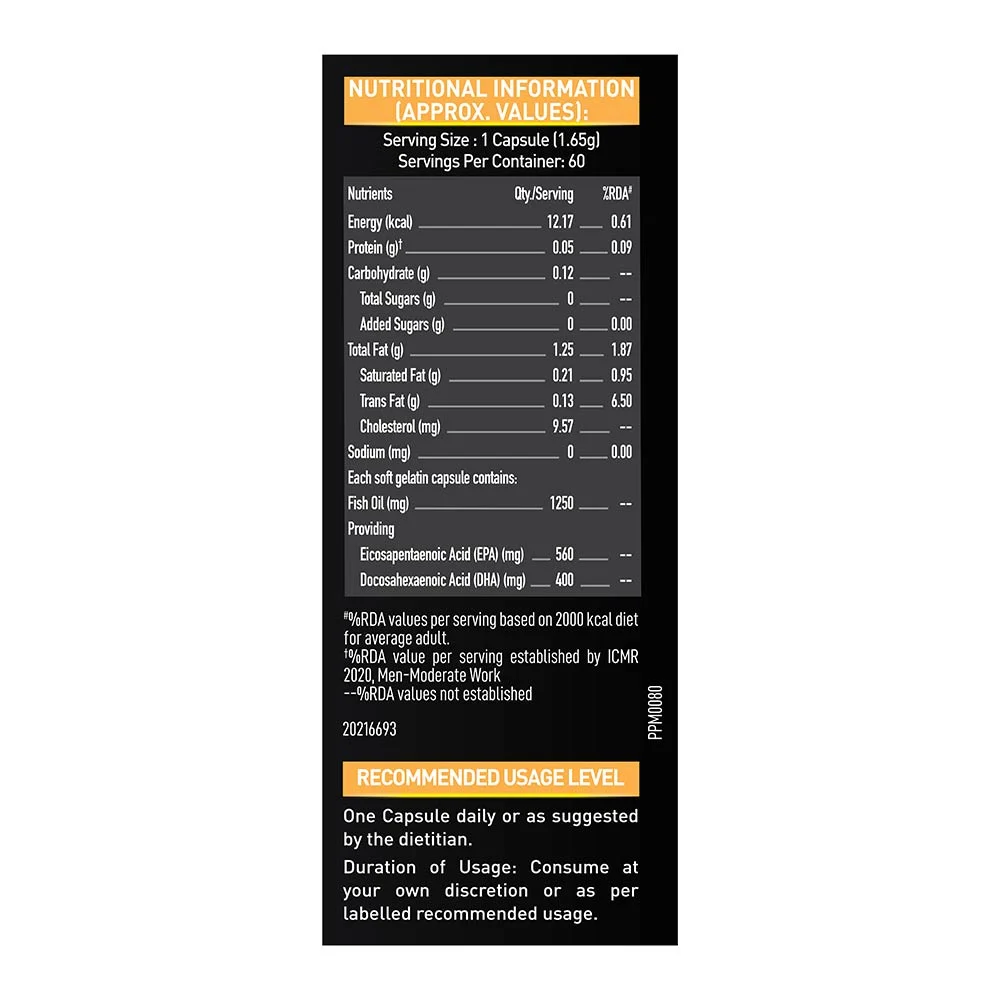 NUTRITIONAL INFORMATION
(APPROX. VALUES):
Serving Size : 1 Capsule (1.65g)
Servings Per Container: 60
Nutrients Qty./Serving %RDA#
Energy (kcal) 12.17 0.61
Protein (g)† 0.05 0.09
Carbohydrate (g) 0.12 --
Total Sugars (g) 0 --
Added Sugars (g) 0 0.00
Total Fat (g) 1.25 1.87
Saturated Fat (g) 0.21 0.95
Trans Fat (g) 0.13 6.50
Cholesterol (mg) 9.57 --
Sodium (mg) 0 0.00
Each soft gelatin capsule contains:
Fish Oil (mg) 1250 --
Providing
Eicosapentaenoic Acid (EPA) (mg) 560 --
Docosahexaenoic Acid (DHA) (mg) 400 --
#%RDA values per serving based on 2000 kcal diet
for average adult.
†%RDA value per serving established by ICMR
2020, Men-Moderate Work
--%RDA values not established
20216693
PPM0080
RECOMMENDED USAGE LEVEL
One Capsule daily or as suggested
by the dietitian.
Duration of Usage: Consume at
your own discretion or as per
labelled recommended usage.